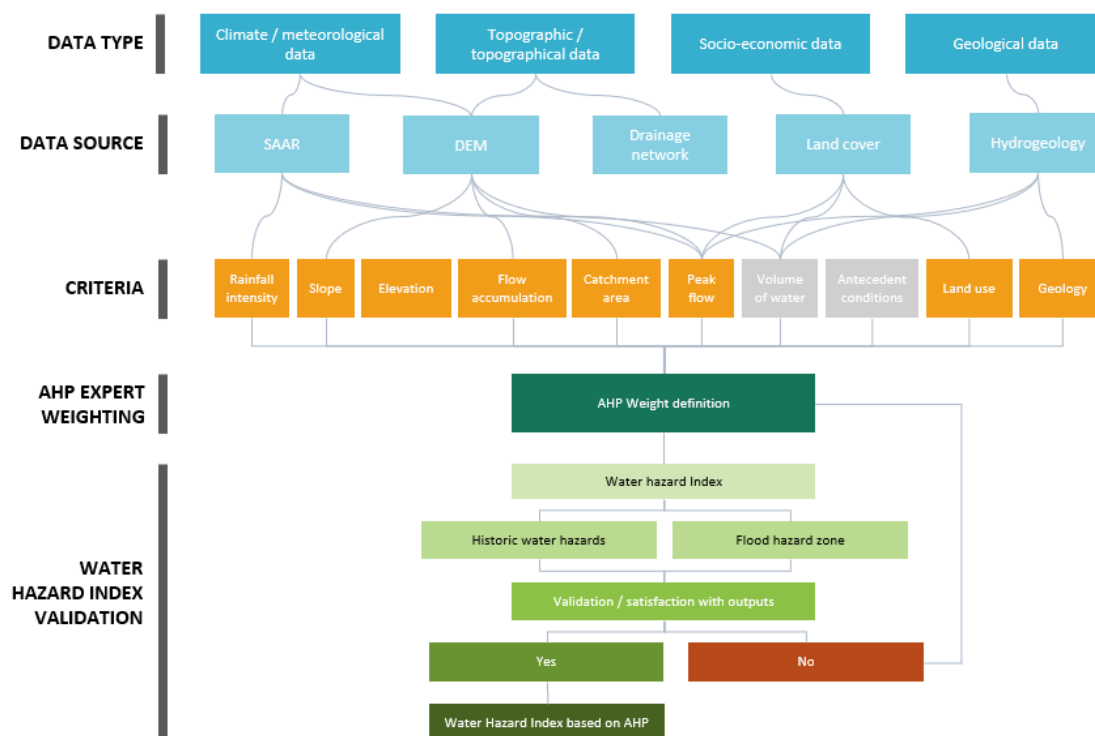 DATA TYPE
Climate / meteorological
data
Topographic /
topographical data
Socio-economic data
Geological data
DATA SOURCE
SAAR
DEM
Drainage
network
Land cover
Hydrogeology
CRITERIA
Rainfall
intensity
Slope
Elevation
Flow
accumulation
Catchment
area
Peak
flow
Volume
of water
Antecedent
conditions
Land use
Geology
AHP EXPERT
WEIGHTING
AHP Weight definition
WATER
HAZARD INDEX
VALIDATION
Water hazard Index
Historic water hazards
Flood hazard zone
Validation / satisfaction with outputs
Yes
No
Water Hazard Index based on AHP